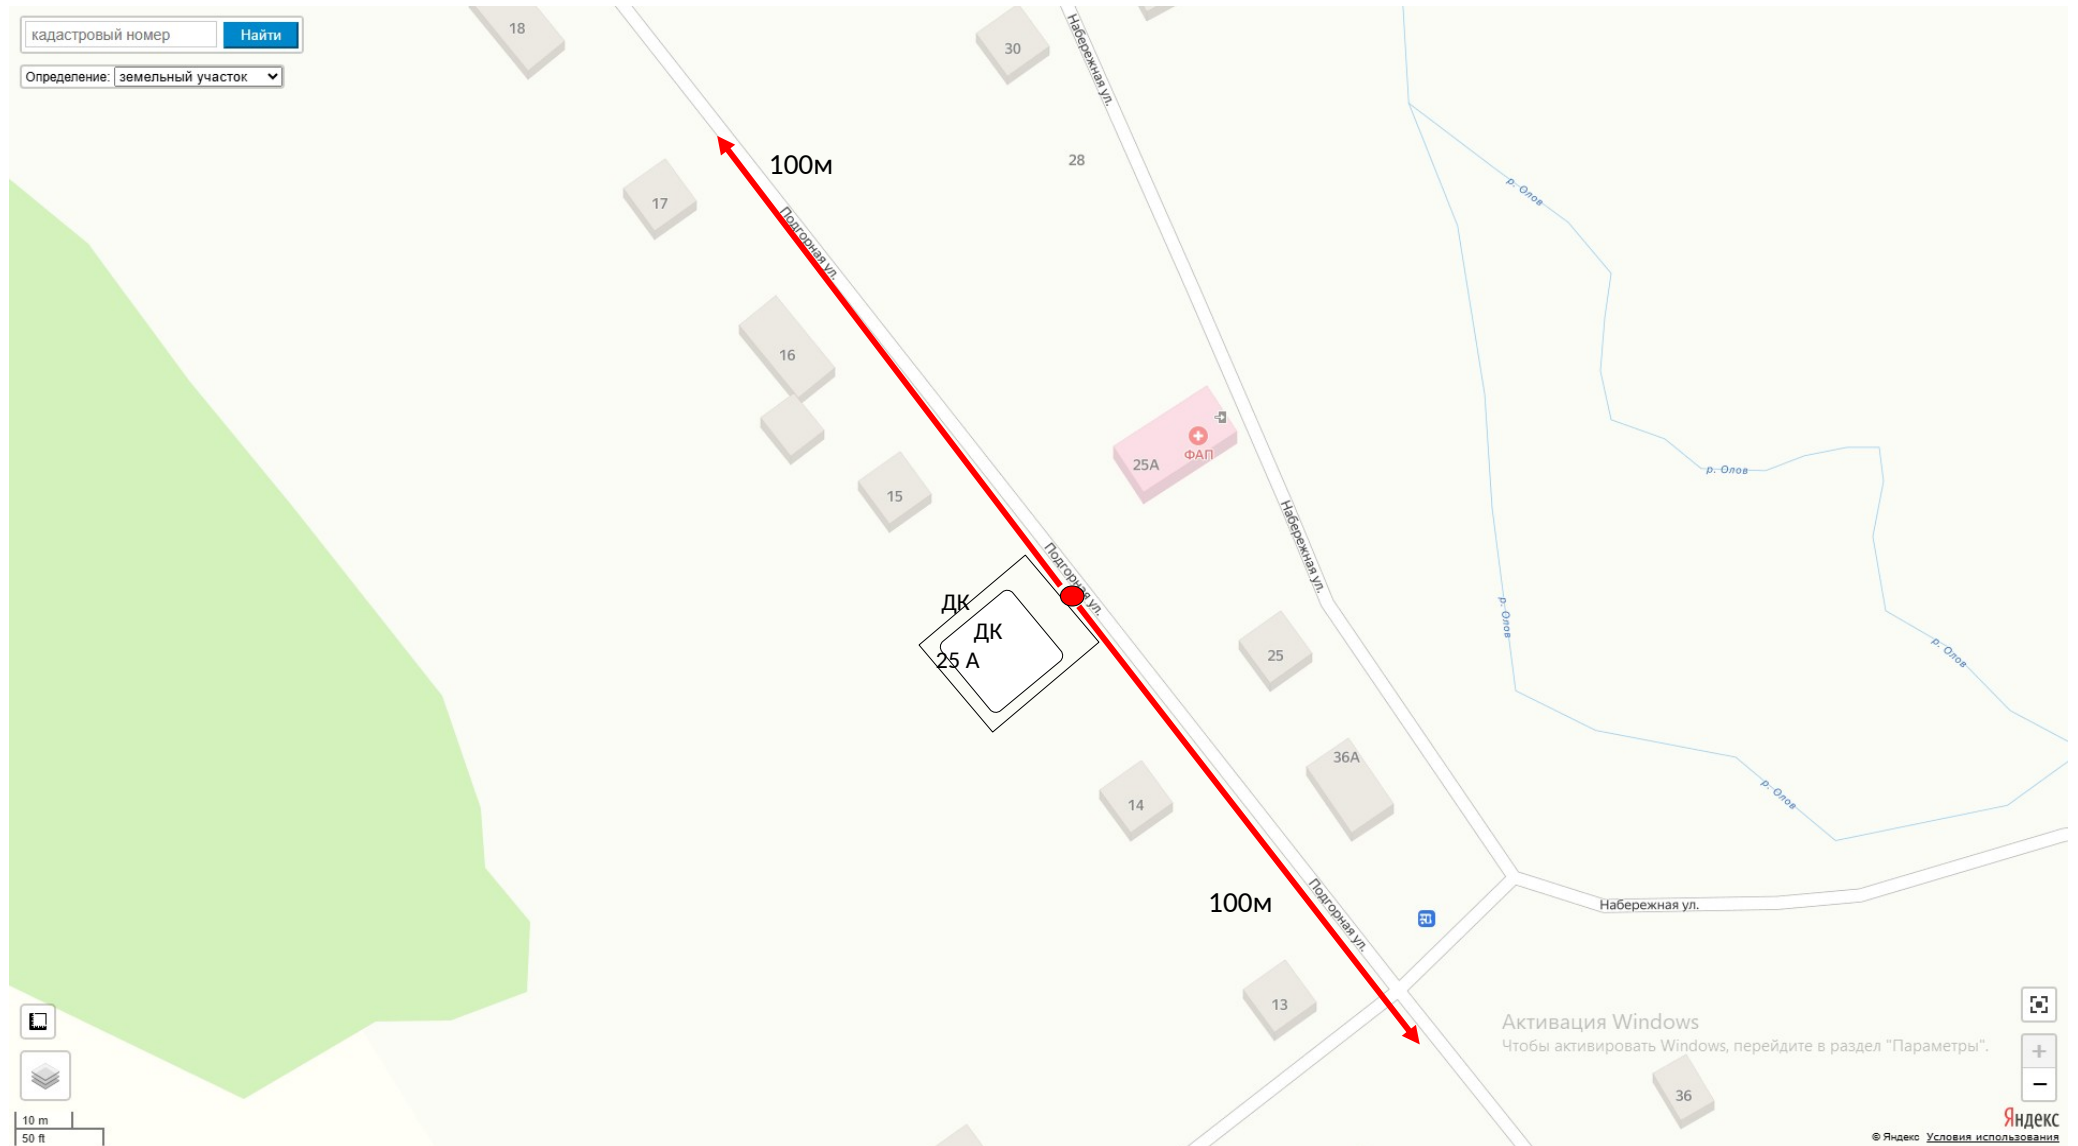 кадастровый номер
Найти
Определение: земельный участок
18
30
Набережная ул.
28
100м
17
Подгорная ул.
р. Олов
16
25А
ФАП
15
р. Олов
Набережная ул.
Подгорная ул.
ДК
ДК
25 А
25
р. Олов
р. Олов
36А
14
р. Олов
100м
Подгорная ул.
Набережная ул.
13
Активация Windows
Чтобы активировать Windows, перейдите в раздел "Параметры".
36
10 m
50 ft
Яндекс
© Яндекс Условия использования